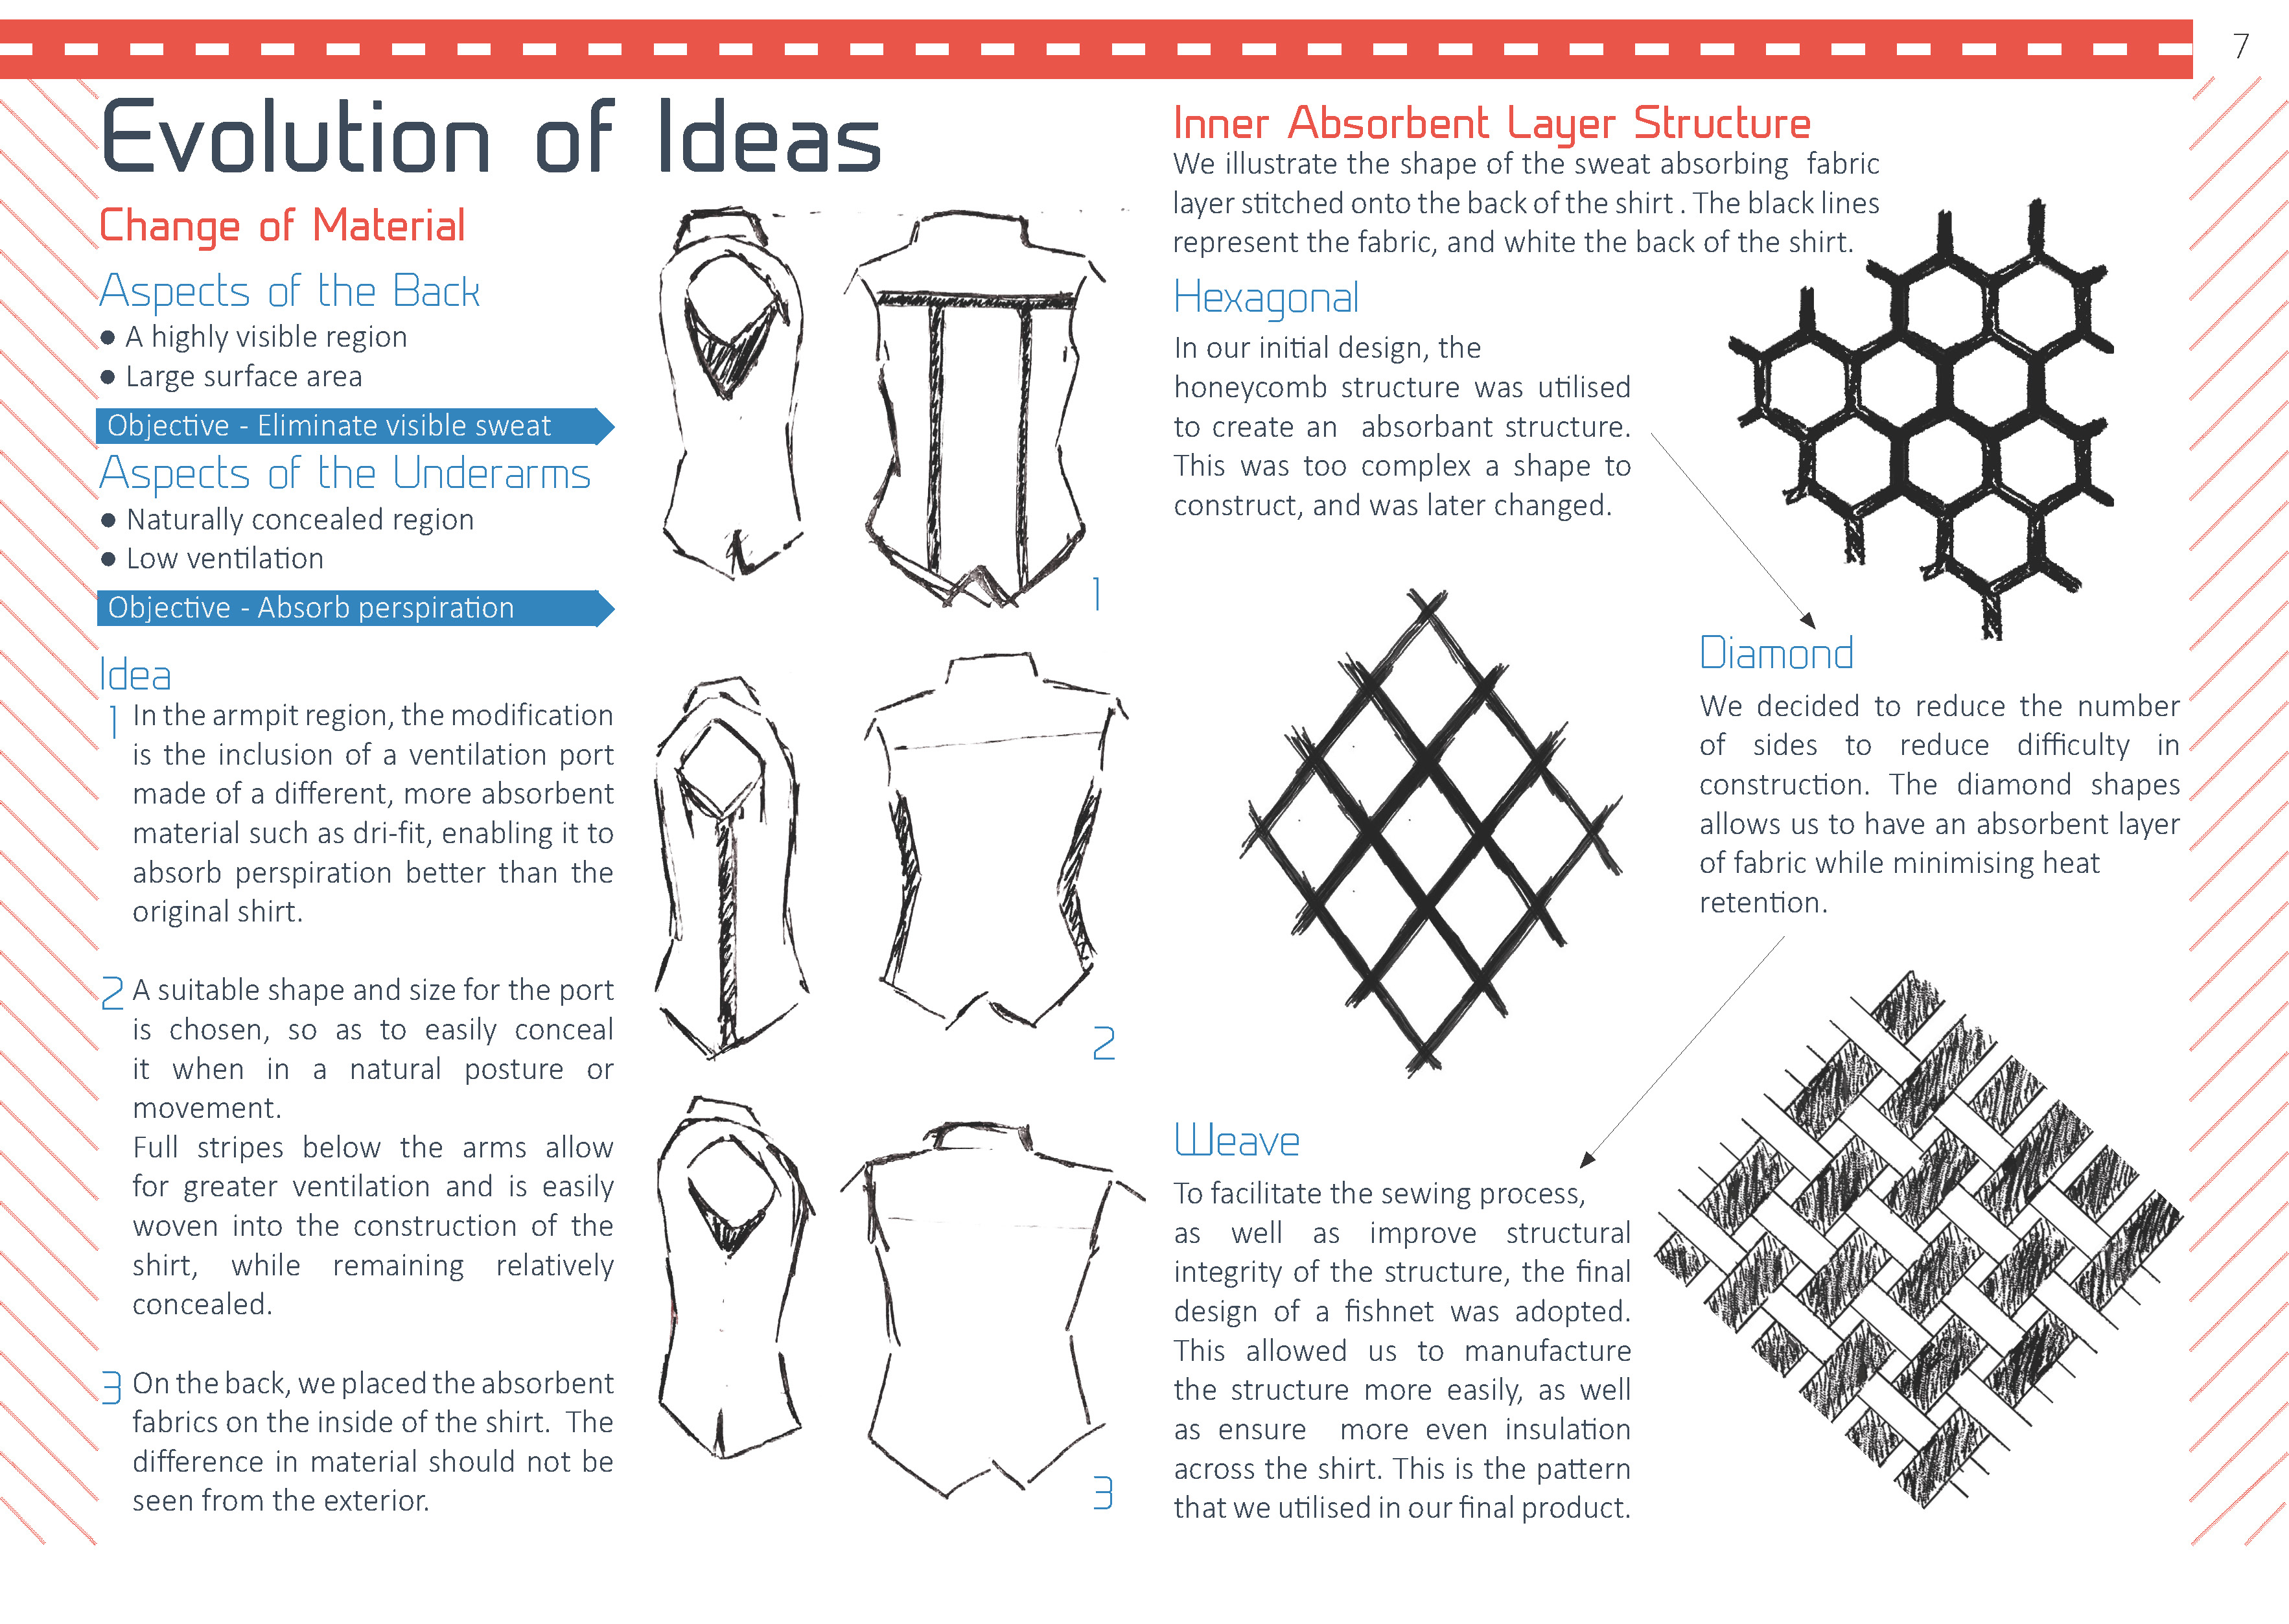 7
Evolution of Ideas
Change of Material
Aspects of the Back
● A highly visible region
● Large surface area
Objective - Eliminate visible sweat
Aspects of the Underarms
● Naturally concealed region
● Low ventilation
Objective - Absorb perspiration
Idea
1 In the armpit region, the modification
is the inclusion of a ventilation port
made of a different, more absorbent
material such as dri-fit, enabling it to
absorb perspiration better than the
original shirt.
2 A suitable shape and size for the port
is chosen, so as to easily conceal
it when in a natural posture or
movement.
Full stripes below the arms allow
for greater ventilation and is easily
woven into the construction of the
shirt, while remaining relatively
concealed.
3 On the back, we placed the absorbent
fabrics on the inside of the shirt. The
difference in material should not be
seen from the exterior.
1
2
3
Inner Absorbent Layer Structure
We illustrate the shape of the sweat absorbing fabric
layer stitched onto the back of the shirt . The black lines
represent the fabric, and white the back of the shirt.
Hexagonal
In our initial design, the
honeycomb structure was utilised
to create an absorbant structure.
This was too complex a shape to
construct, and was later changed.
Diamond
We decided to reduce the number
of sides to reduce difficulty in
construction. The diamond shapes
allows us to have an absorbent layer
of fabric while minimising heat
retention.
Weave
To facilitate the sewing process,
as well as improve structural
integrity of the structure, the final
design of a fishnet was adopted.
This allowed us to manufacture
the structure more easily, as well
as ensure more even insulation
across the shirt. This is the pattern
that we utilised in our final product.